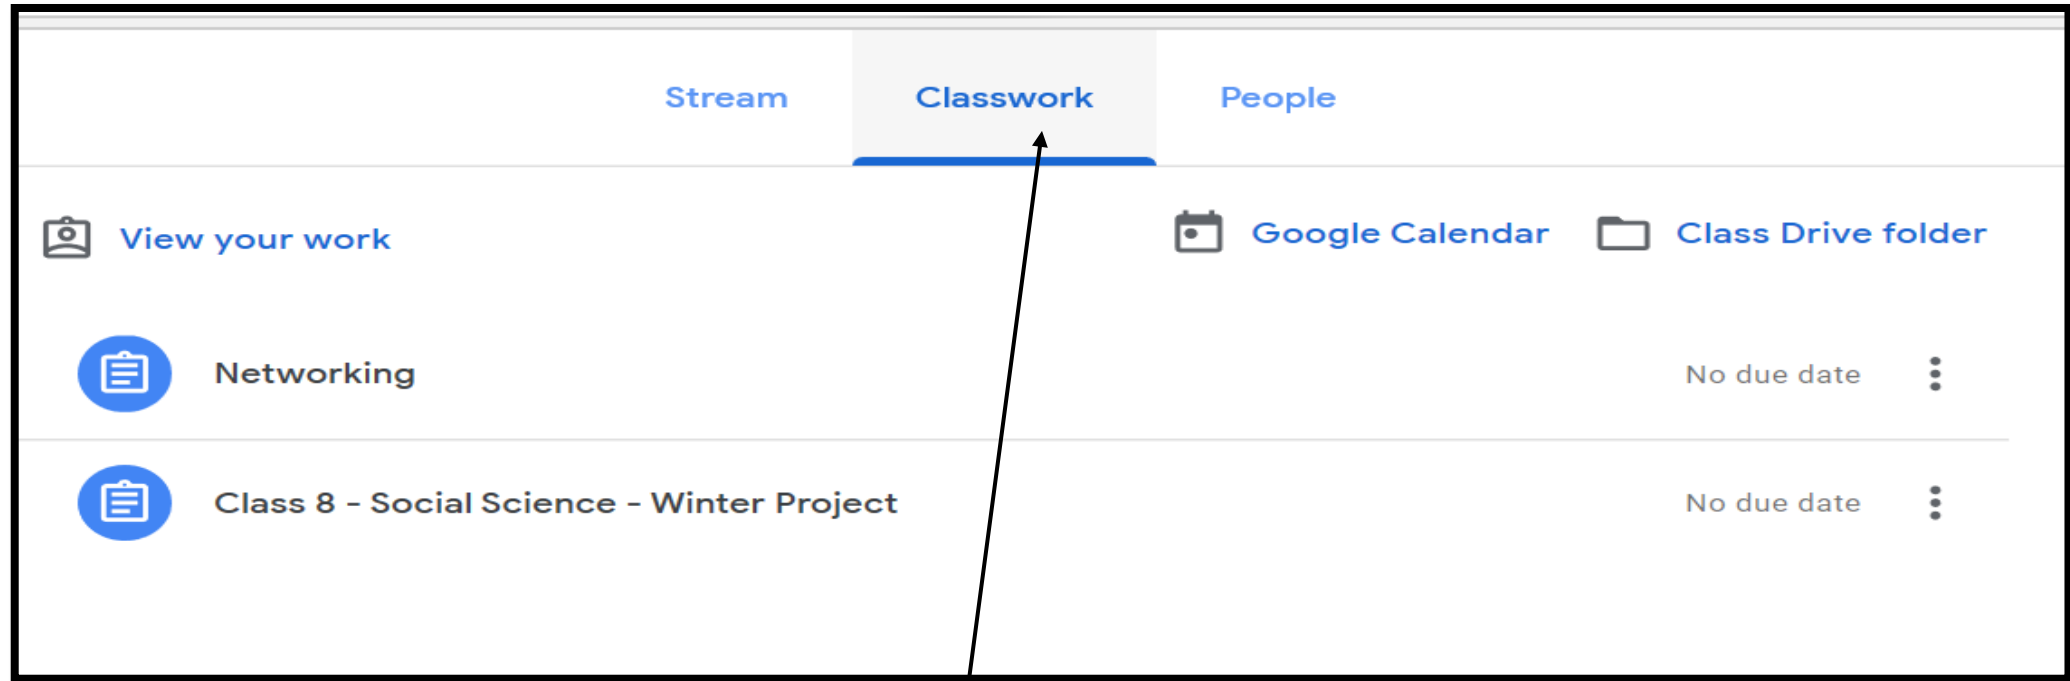 Stream Classwork People
View your work Google Calendar Class Drive folder
Networking No due date
Class 8 - Social Science - Winter Project No due date